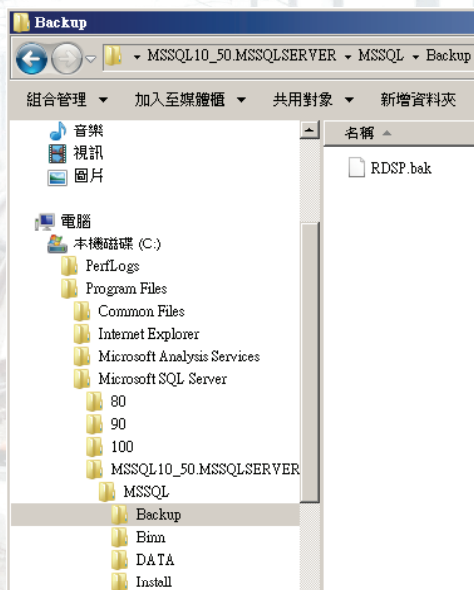 Backup
MSSQL10_50.MSSQLSERVER MSSQL Backup
組合管理 加入至媒體櫃 共用對象 新增資料夾
音樂
名稱
視訊
RDSP.bak
圖片
電腦
本機磁碟 (C:)
PerfLogs
Program Files
Common Files
Internet Explorer
Microsoft Analysis Services
Microsoft SQL Server
80
90
100
MSSQL10_50.MSSQLSERVER
MSSQL
Backup
Binn
DATA
Install